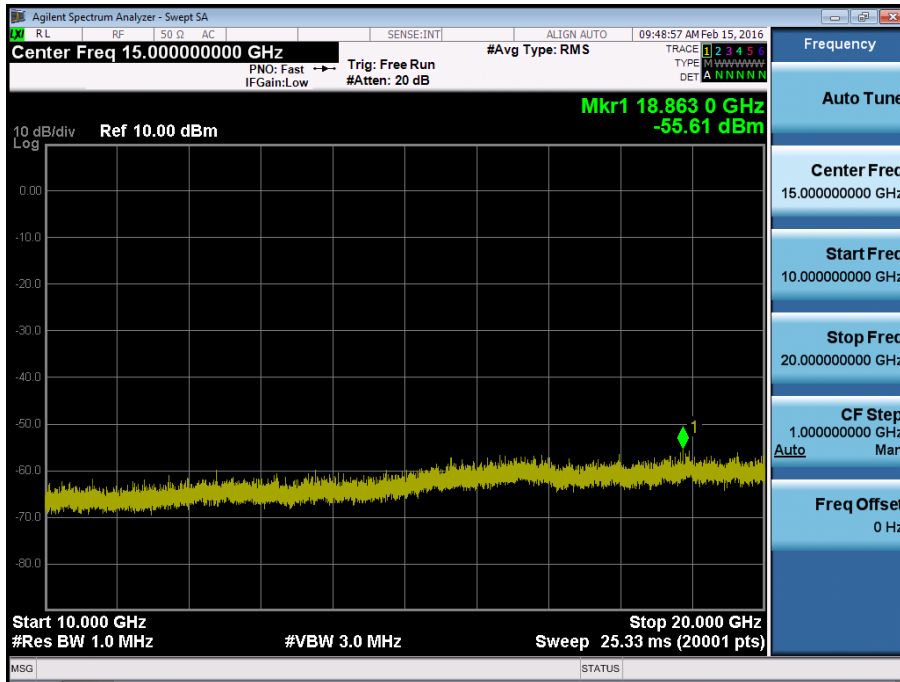 Agilent Spectrum Analyzer - Swept SA
LXI RL RF 50 Ω AC SENSE:INT ALIGN AUTO 09:48:57 AM Feb 15, 2016
Center Freq 15.000000000 GHz
#Avg Type: RMS
TRACE 1 2 3 4 5 6
PNO: Fast Trig: Free Run
TYPE M W W W W W
IFGain:Low #Atten: 20 dB
DET A N N N N N
Mkr1 18.863 0 GHz
-55.61 dBm
10 dB/div Ref 10.00 dBm
Log
0.00
-10.0
-20.0
-30.0
-40.0
-50.0
-60.0
-70.0
-80.0
1
Start 10.000 GHz Stop 20.000 GHz
#Res BW 1.0 MHz #VBW 3.0 MHz Sweep 25.33 ms (20001 pts)
MSG STATUS
Frequency
Auto Tune
Center Freq
15.000000000 GHz
Start Freq
10.000000000 GHz
Stop Freq
20.000000000 GHz
CF Step
1.000000000 GHz
Auto Man
Freq Offset
0 Hz